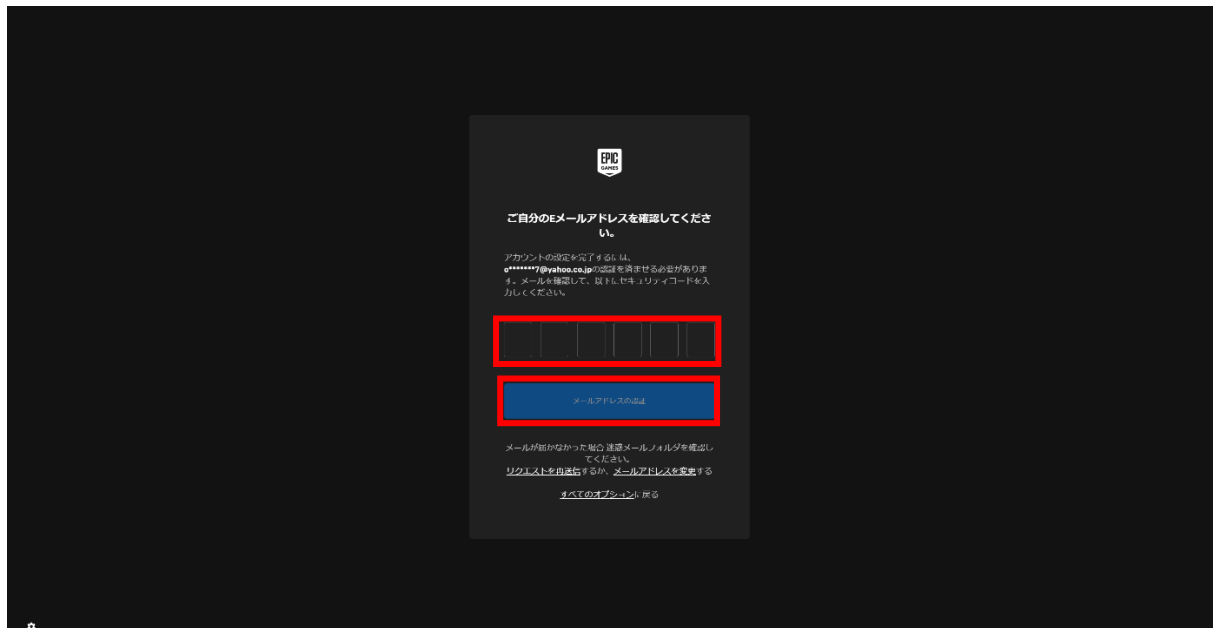 EPIC
GAMES
ご自分のEメールアドレスを確認してくださ
い。
アカウントの設定を完了するには、
o*******7@yahoo.co.jpの認証を済ませる必要がありま
す。メールを確認して、以下にセキュリティコードを入
力してください。
メールアドレスの認証
メールが届かなかった場合 迷惑メールフォルダを確認し
てください。
リクエストを再送信するか、メールアドレスを変更する
すべてのオプションに戻る